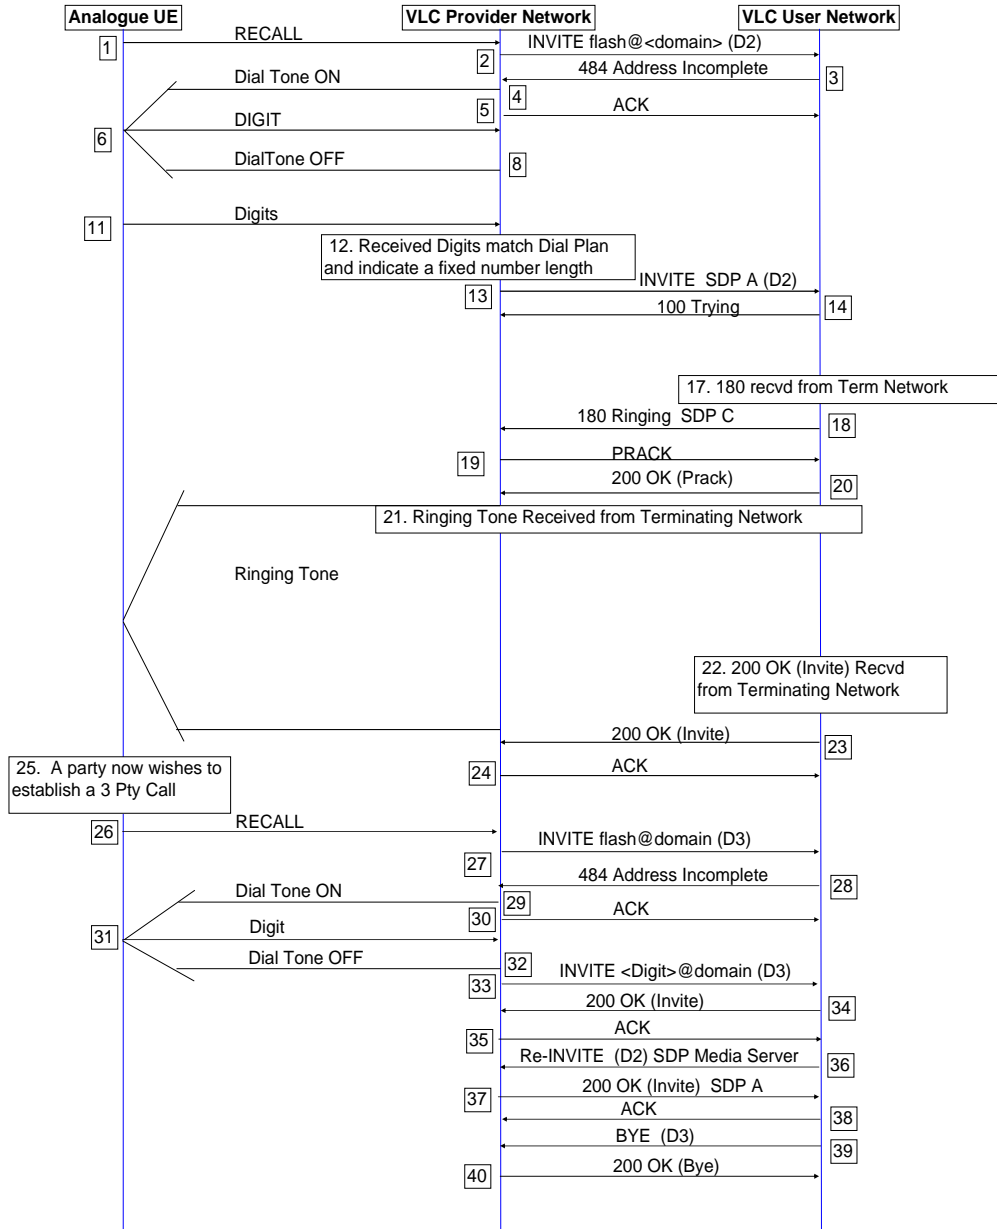 Analogue UE
VLC Provider Network
VLC User Network
RECALL
1
INVITE flash@<domain> (D2)
2
484 Address Incomplete
3
Dial Tone ON
4
5
ACK
DIGIT
6
DialTone OFF
8
Digits
11
12. Received Digits match Dial Plan
and indicate a fixed number length
INVITE SDP A (D2)
13
100 Trying
14
17. 180 recvd from Term Network
180 Ringing SDP C
18
PRACK
19
200 OK (Prack)
20
21. Ringing Tone Received from Terminating Network
Ringing Tone
22. 200 OK (Invite) Recvd
from Terminating Network
200 OK (Invite)
23
25. A party now wishes to
establish a 3 Pty Call
ACK
24
RECALL
26
INVITE flash@domain (D3)
27
484 Address Incomplete
28
Dial Tone ON
29
ACK
30
Digit
31
Dial Tone OFF
32
INVITE <Digit>@domain (D3)
33
200 OK (Invite)
34
ACK
35
Re-INVITE (D2) SDP Media Server
36
200 OK (Invite) SDP A
37
ACK
38
BYE (D3)
39
200 OK (Bye)
40